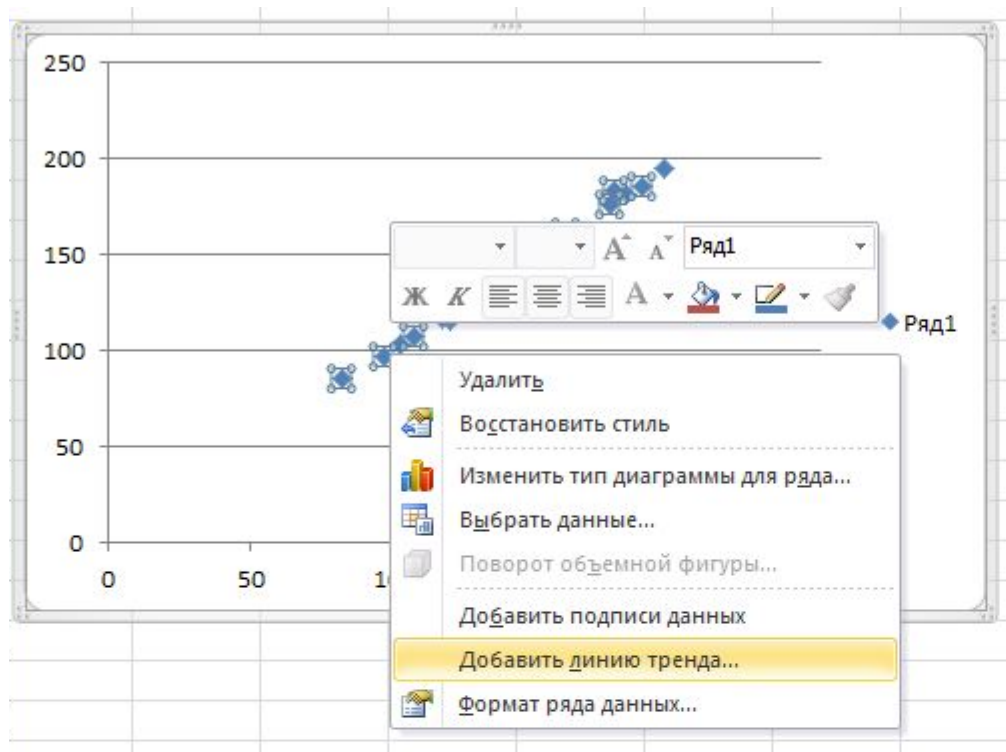 250
200
150
100
50
0
0 50 1
А А Ряд1
Ж К А
Ряд1
Удалить
Восстановить стиль
Изменить тип диаграммы для ряда...
Выбрать данные...
Поворот объемной фигуры...
Добавить подписи данных
Добавить линию тренда...
Формат ряда данных...